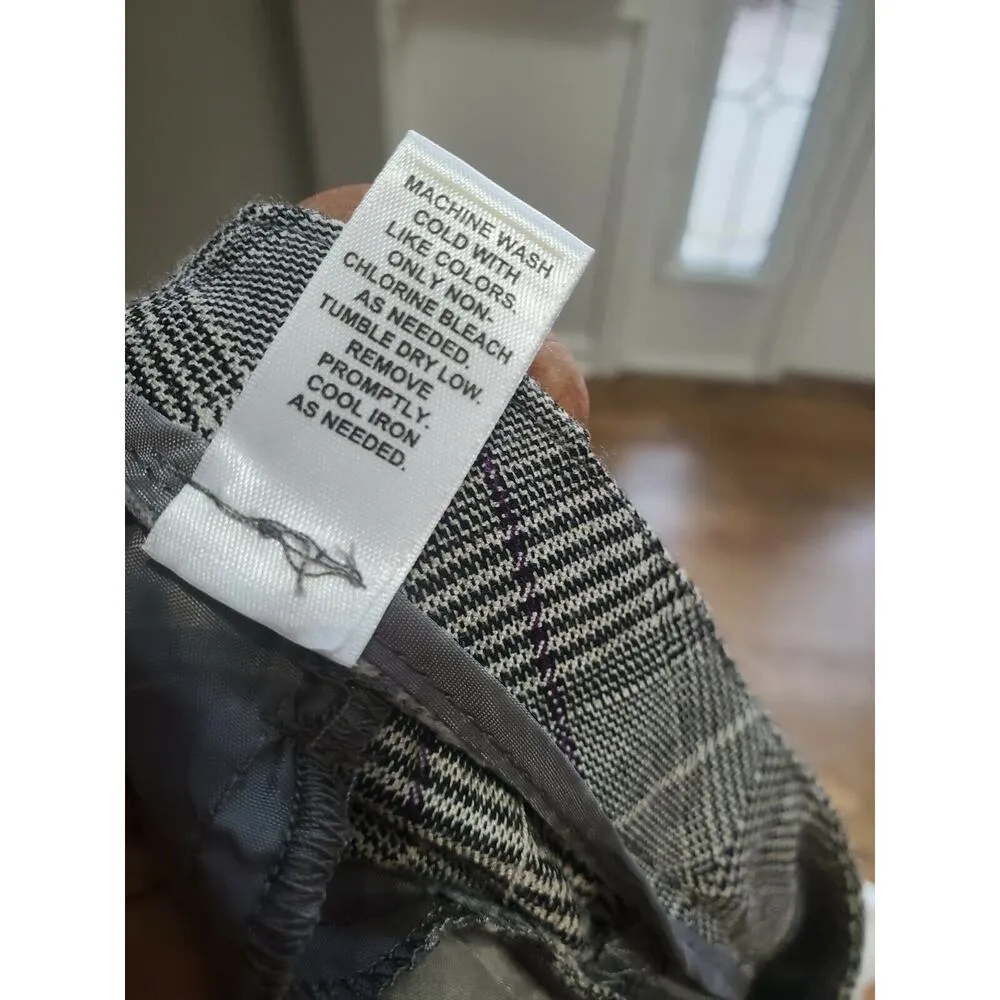 MACHINE WASH
COLD WITH
LIKE COLORS.
ONLY NON-
CHLORINE BLEACH
AS NEEDED.
TUMBLE DRY LOW.
REMOVE
PROMPTLY.
COOL IRON
AS NEEDED.